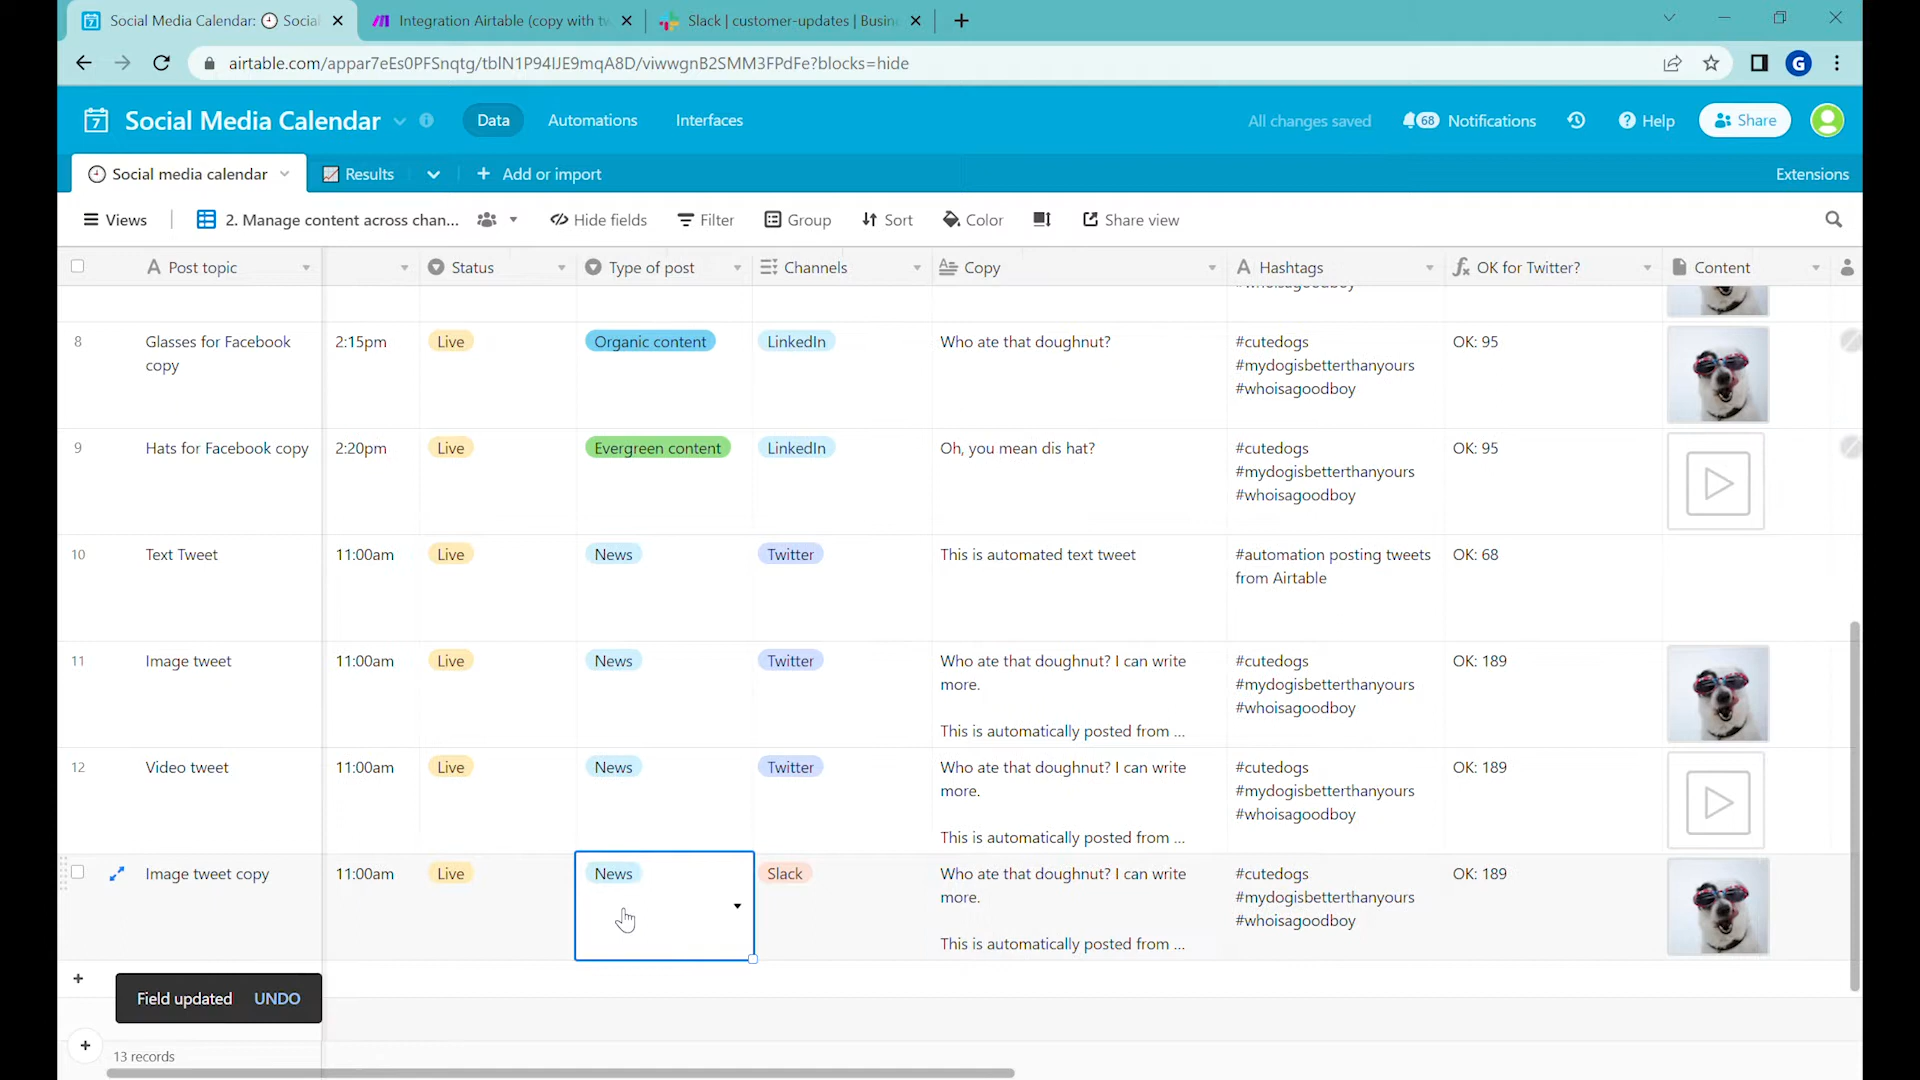 Social Media Calendar: Social
Integration Airtable (copy with tw
Slack | customer-updates | Busin
airtable.com/appar7eEs0PFSnqtg/tblN1P94IJE9mqA8D/viwwgnB2SMM3FPdFe?blocks=hide
G
7
Social Media Calendar
Data
Automations
Interfaces
All changes saved
68
Notifications
Help
Share
Social media calendar
Results
Add or import
Extensions
Views
2. Manage content across chan...
Hide fields
Filter
Group
Sort
Color
Share view
Post topic
Status
Type of post
Channels
Copy
Hashtags
OK for Twitter?
Content
#whoisagoodboy
8
Glasses for Facebook
copy
2:15pm
Live
Organic content
LinkedIn
Who ate that doughnut?
#cutedogs
#mydogisbetterthanyours
#whoisagoodboy
OK: 95
9
Hats for Facebook copy
2:20pm
Live
Evergreen content
LinkedIn
Oh, you mean dis hat?
#cutedogs
#mydogisbetterthanyours
#whoisagoodboy
OK: 95
10
Text Tweet
11:00am
Live
News
Twitter
This is automated text tweet
#automation posting tweets
from Airtable
OK: 68
11
Image tweet
11:00am
Live
News
Twitter
Who ate that doughnut? I can write
more.
This is automatically posted from ...
#cutedogs
#mydogisbetterthanyours
#whoisagoodboy
OK: 189
12
Video tweet
11:00am
Live
News
Twitter
Who ate that doughnut? I can write
more.
This is automatically posted from ...
#cutedogs
#mydogisbetterthanyours
#whoisagoodboy
OK: 189
Image tweet copy
11:00am
Live
News
Slack
Who ate that doughnut? I can write
more.
This is automatically posted from ...
#cutedogs
#mydogisbetterthanyours
#whoisagoodboy
OK: 189
Field updated UNDO
13 records